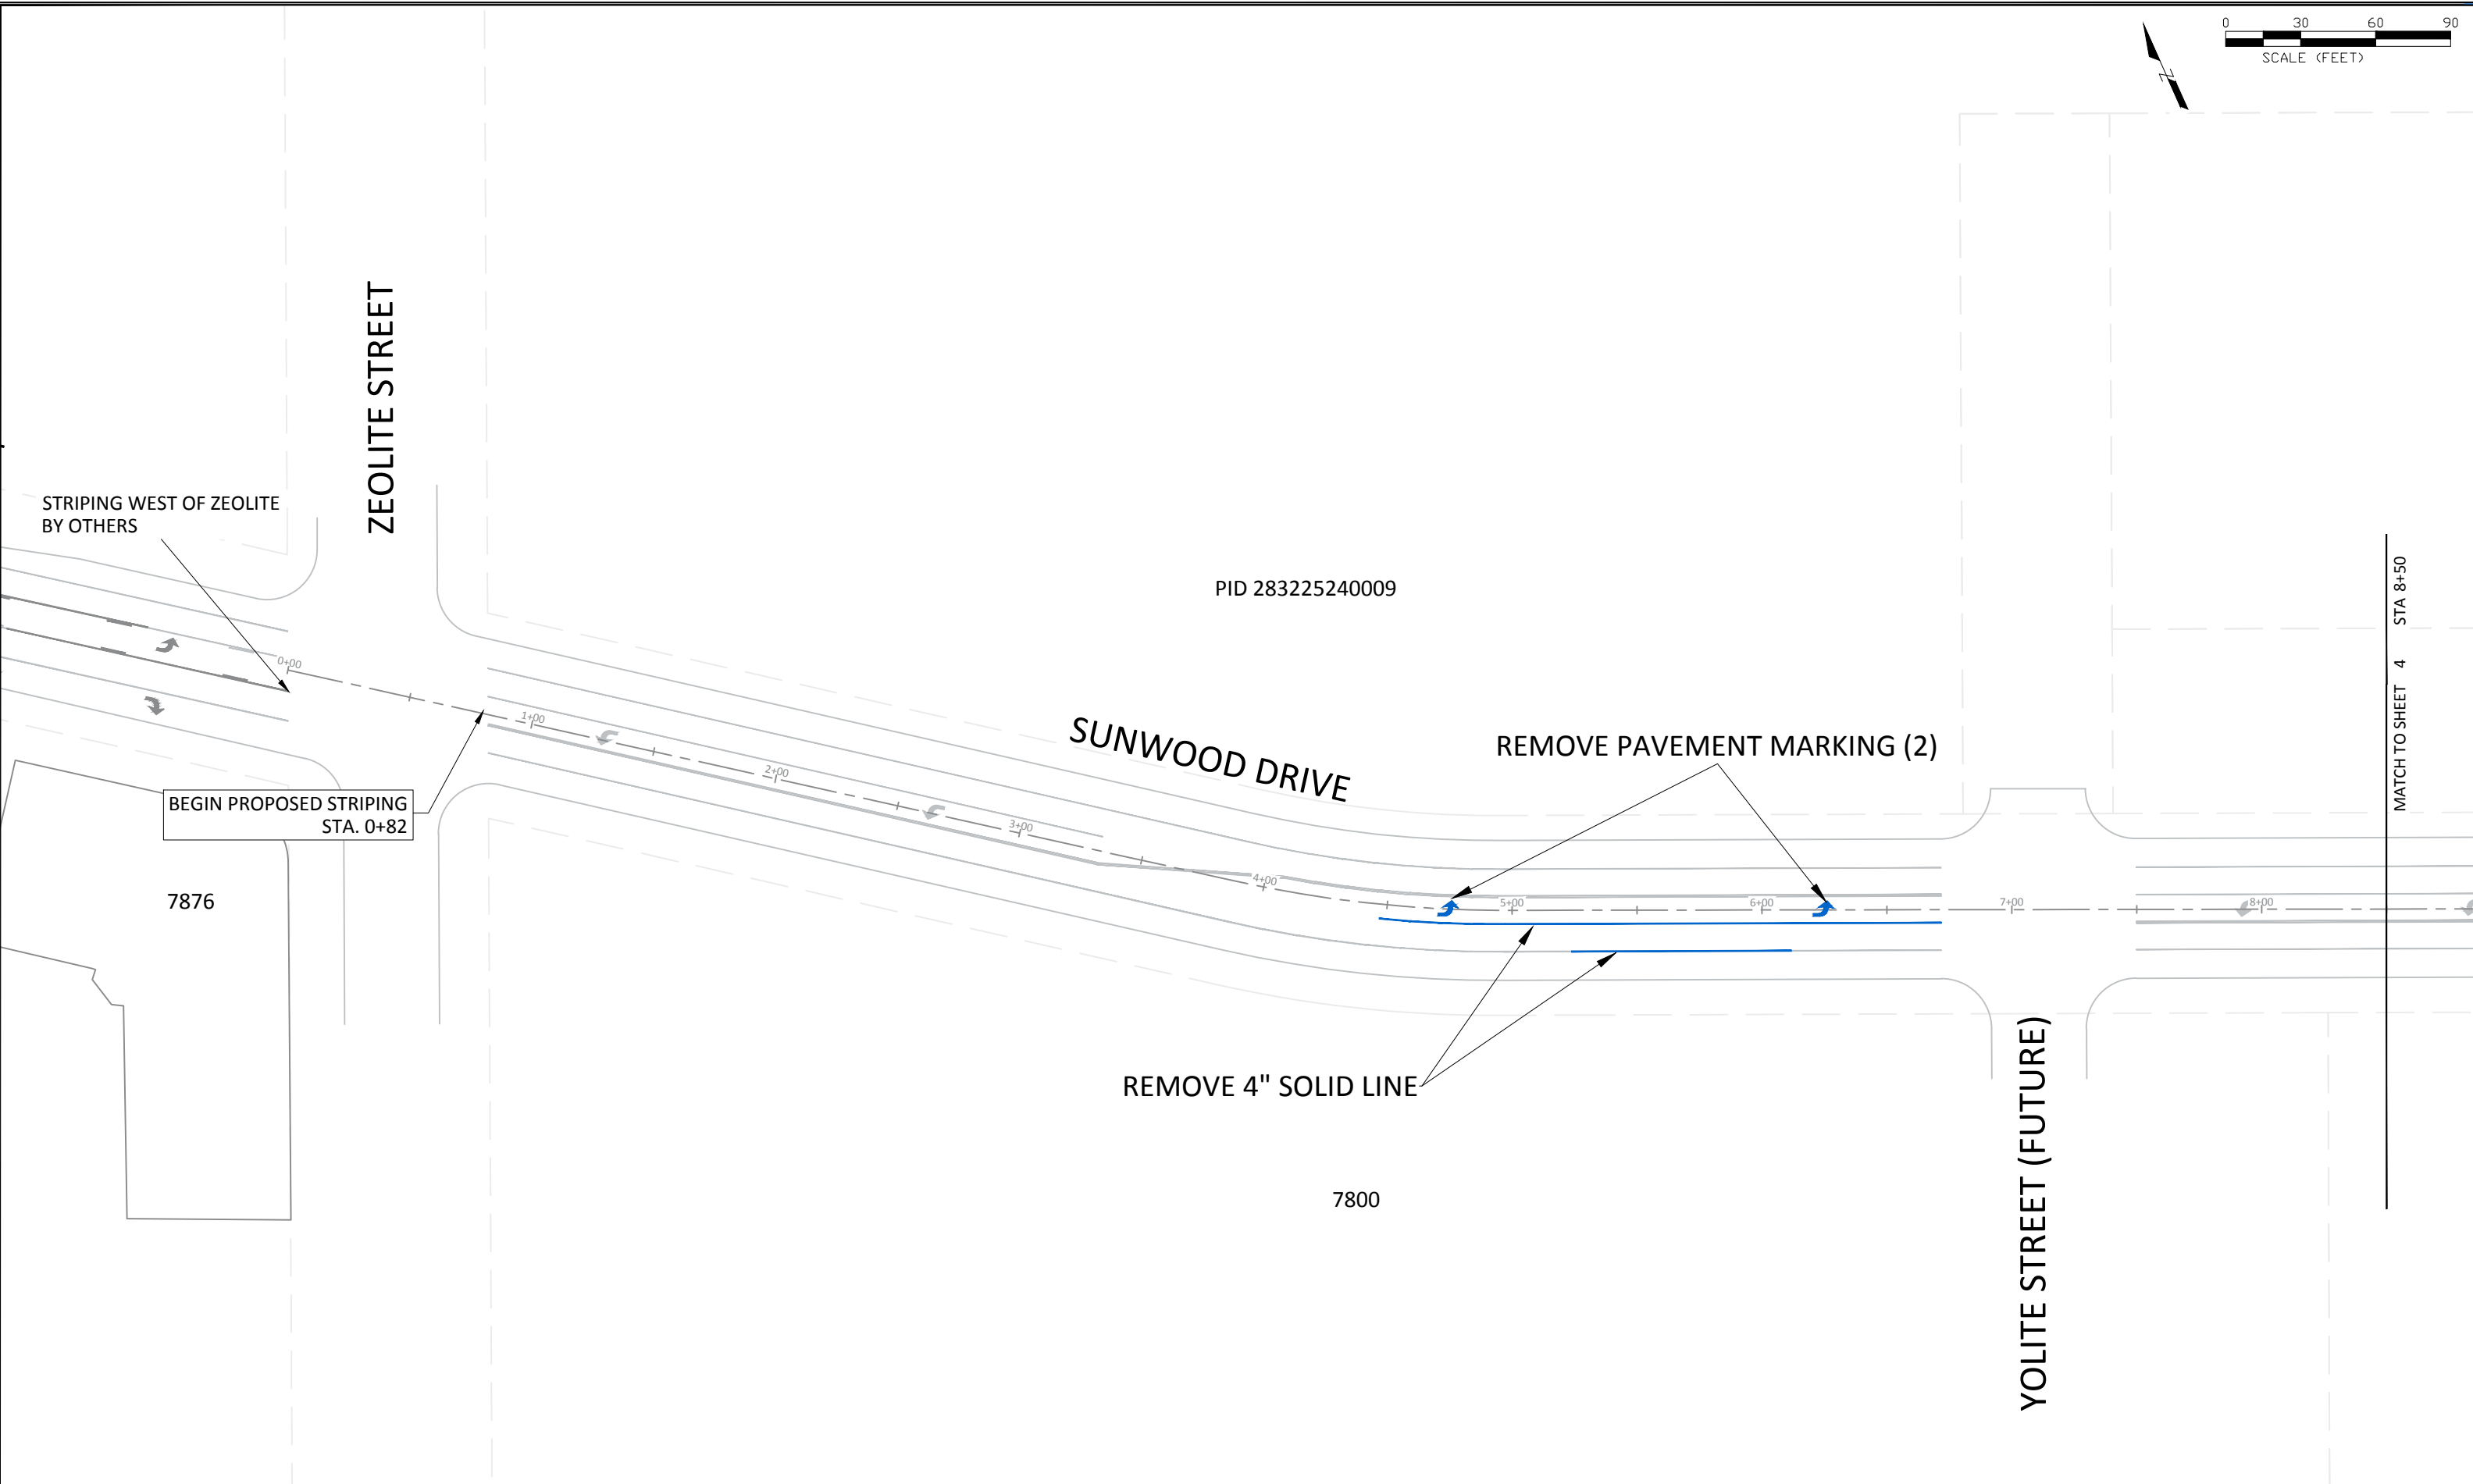 0 30 60 90
SCALE (FEET)
N
ZEOLITE STREET
STRIPING WEST OF ZEOLITE
BY OTHERS
PID 283225240009
STA 8+50
MATCH TO SHEET 4
0+00
1+00
2+00
3+00
4+00
5+00
6+00
7+00
8+00
SUNWOOD DRIVE
REMOVE PAVEMENT MARKING (2)
BEGIN PROPOSED STRIPING
STA. 0+82
7876
REMOVE 4" SOLID LINE
7800
YOLITE STREET (FUTURE)